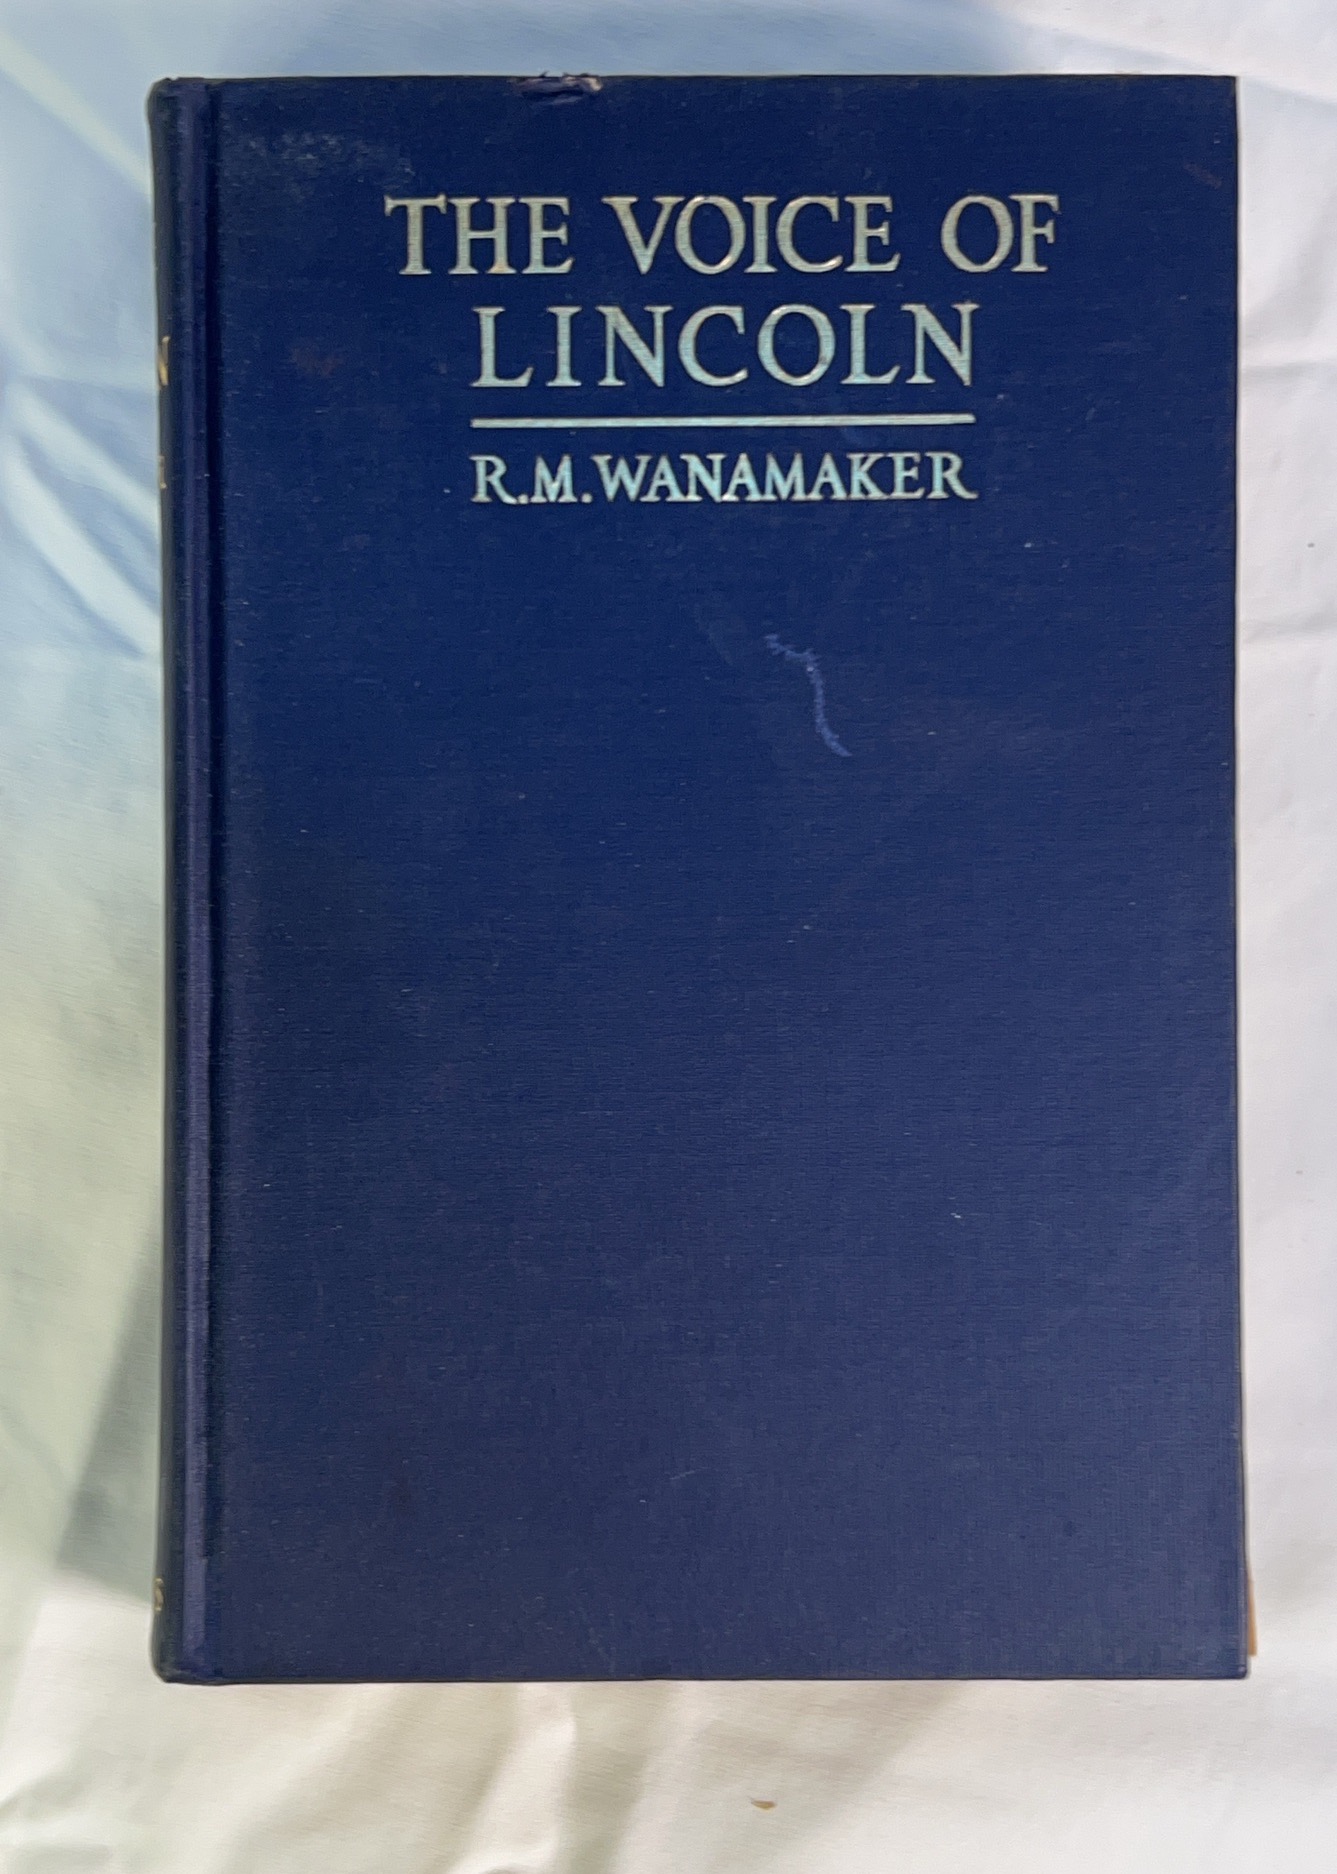 THE VOICE OF
LINCOLN
R.M.WANAMAKER